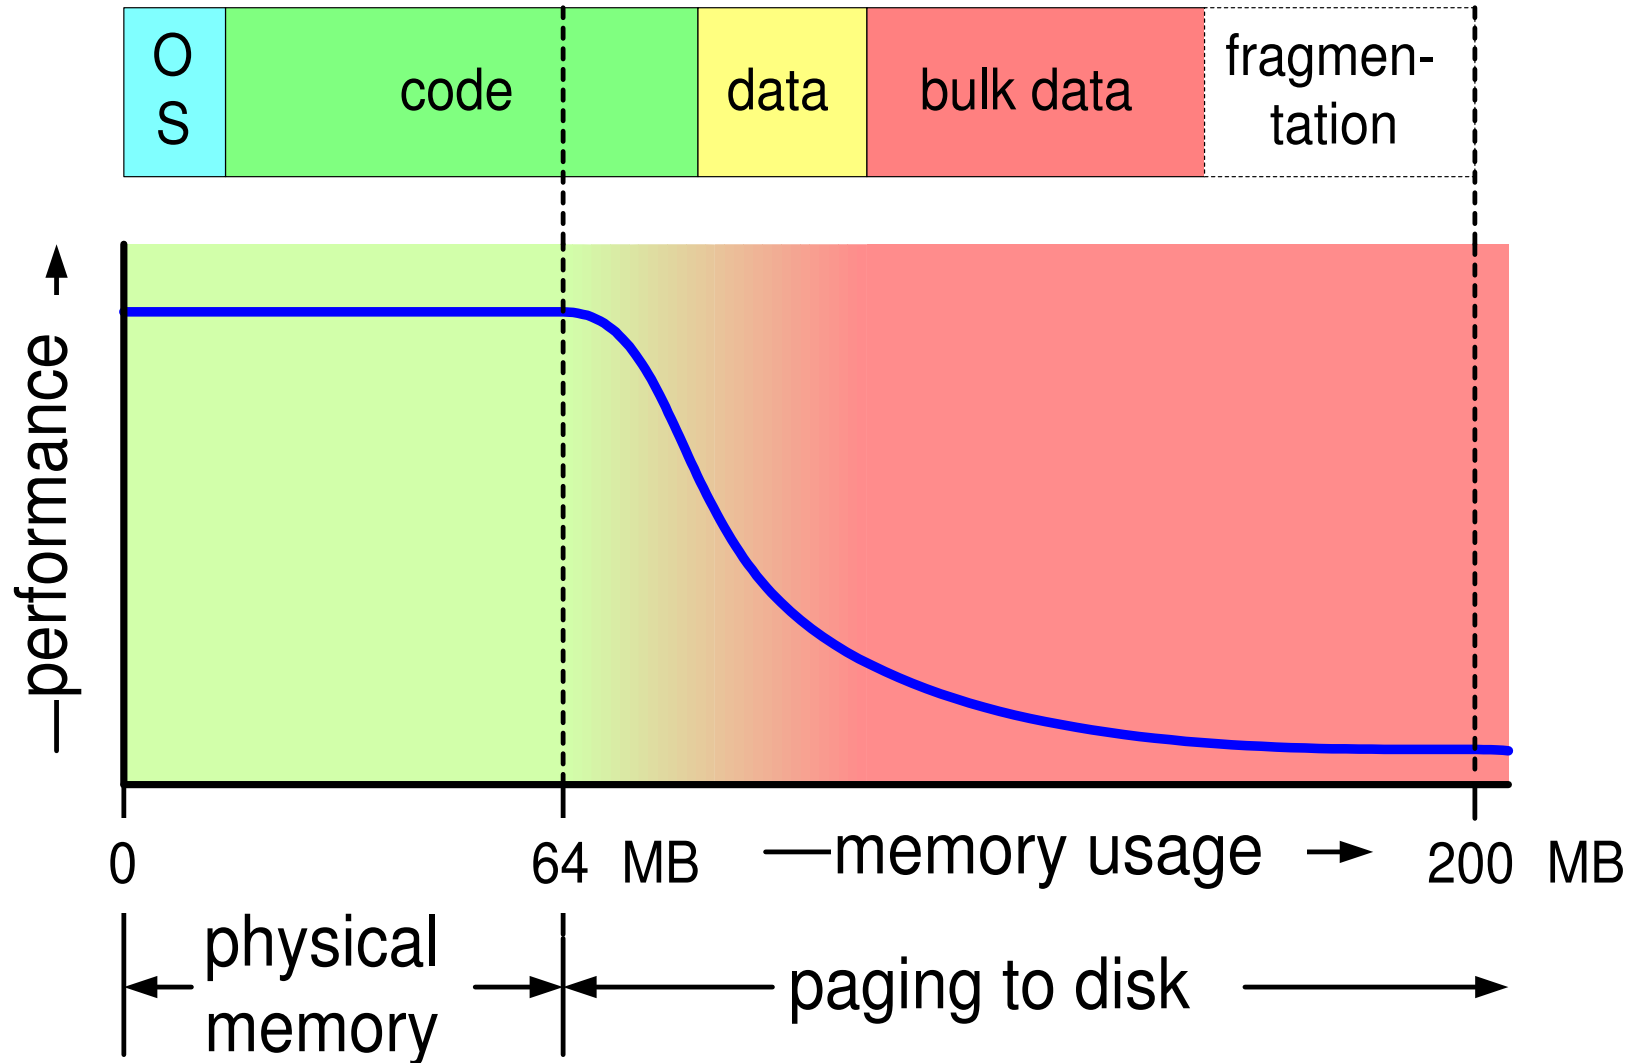 O
S
code
data
bulk data
fragmen-
tation
performance
0
64 MB
memory usage
200 MB
physical
memory
paging to disk